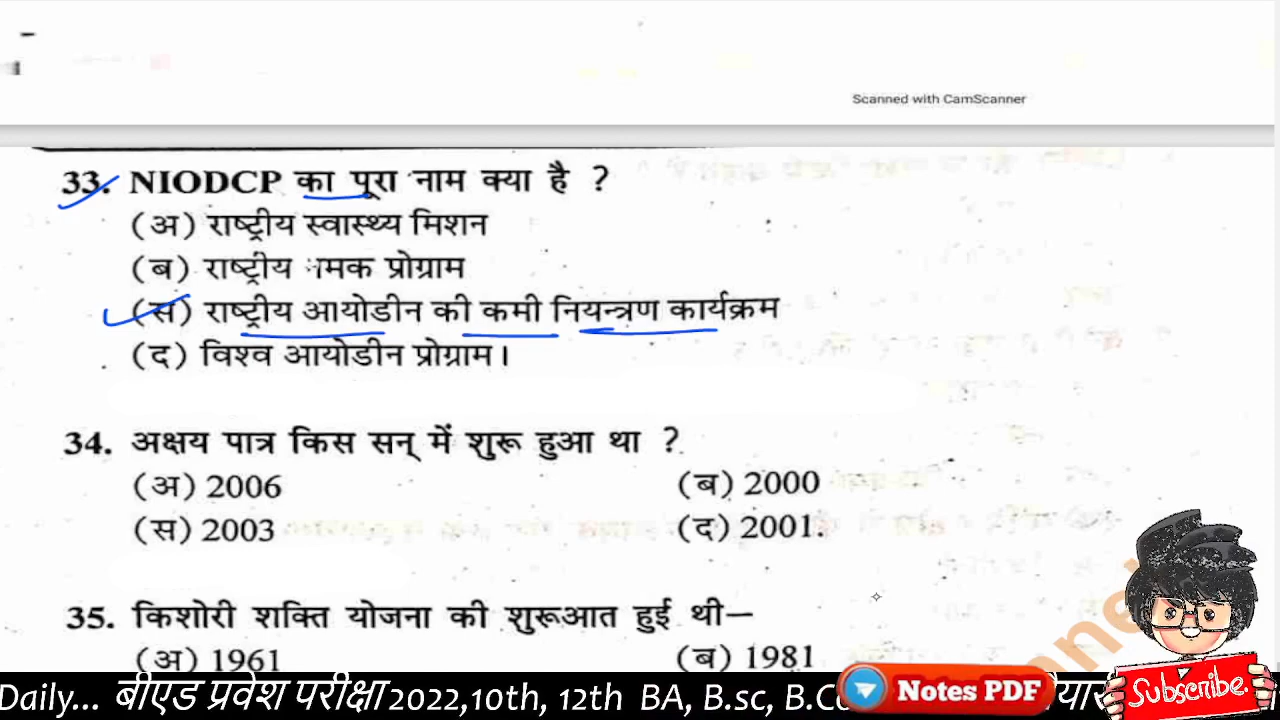 Scanned with CamScanner
33. NIODCP का पूरा नाम क्या है ?
(अ) राष्ट्रीय स्वास्थ्य मिशन
(ब) राष्ट्रीय नमक प्रोग्राम
(स) राष्ट्रीय आयोडीन की कमी नियन्त्रण कार्यक्रम
(द) विश्व आयोडीन प्रोग्राम।
34. अक्षय पात्र किस सन् में शुरू हुआ था ?
(अ) 2006 (ब) 2000
(स) 2003 (द) 2001.
35. किशोरी शक्ति योजना की शुरूआत हुई थी—
(अ) 1961 (ब) 1981
Daily... बीएड प्रवेश परीक्षा 2022,10th, 12th BA, B.sc, Notes PDF
Subscribe.